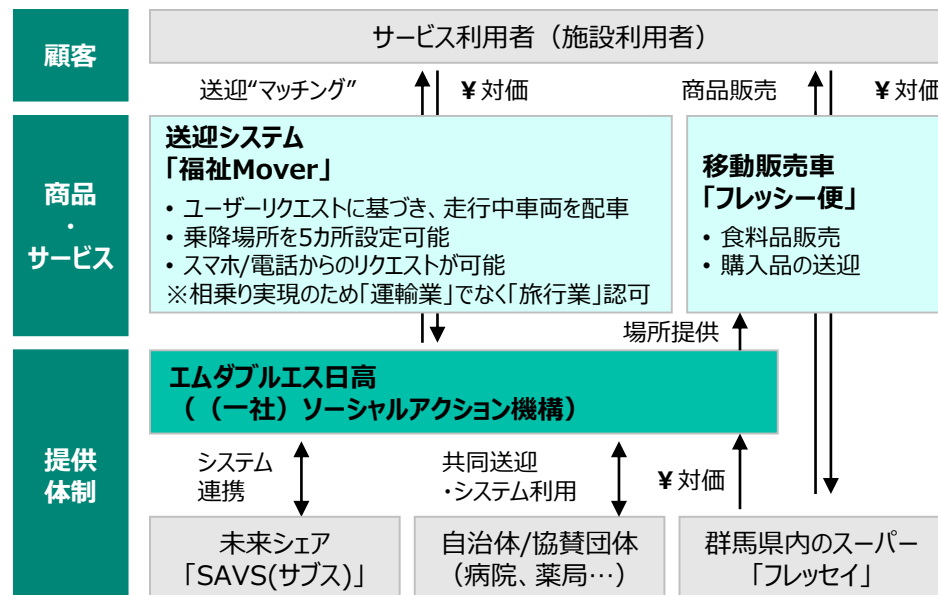 顧客
サービス利用者（施設利用者）
送迎“マッチング”
¥ 対価
商品販売
¥ 対価
商品
・
サービス
送迎システム
「福祉Mover」
・ ユーザーリクエストに基づき、走行中車両を配車
・ 乗降場所を5カ所設定可能
・ スマホ/電話からのリクエストが可能
※相乗り実現のため「運輸業」でなく「旅行業」認可
移動販売車
「フレッシー便」
・ 食料品販売
・ 購入品の送迎
場所提供
提供
体制
エムダブルエス日高
（（一社）ソーシャルアクション機構）
システム
連携
共同送迎
・システム利用
¥ 対価
未来シェア
「SAVS(サブス)」
自治体/協賛団体
（病院、薬局…）
群馬県内のスーパー
「フレッセイ」